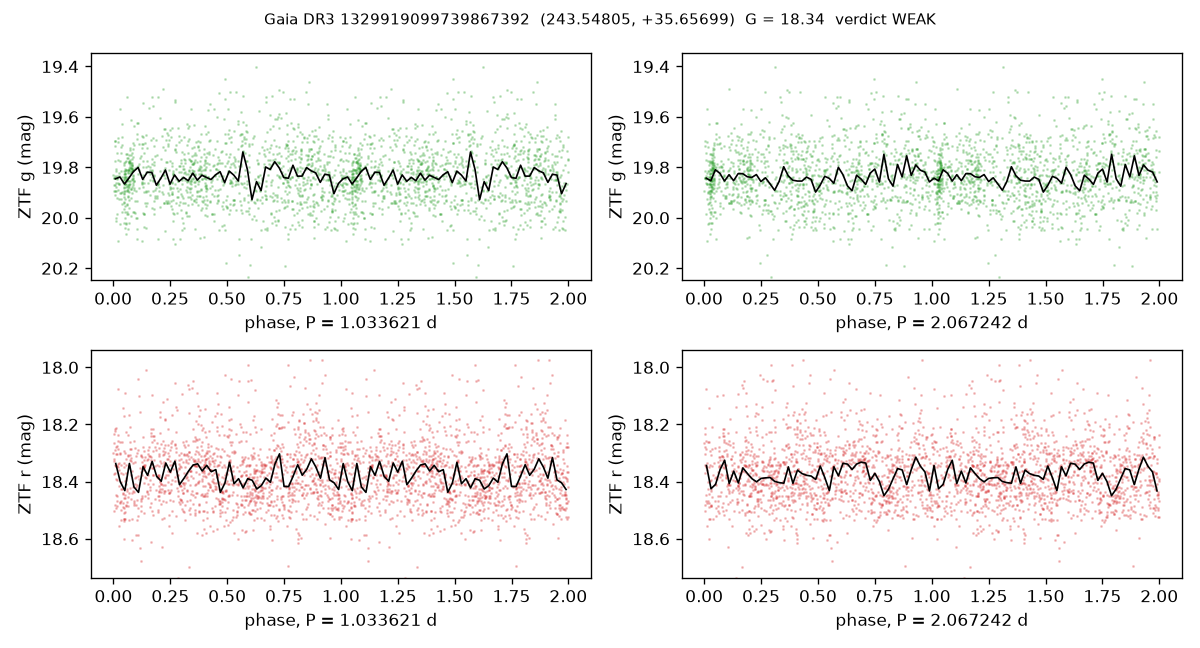 Gaia DR3 1329919099739867392  (243.54805, +35.65699)  G = 18.34  verdict WEAK
ZTF g (mag)
19.4
19.6
19.8
20.0
20.2
0.00 0.25 0.50 0.75 1.00 1.25 1.50 1.75 2.00
phase, P = 1.033621 d
ZTF g (mag)
19.4
19.6
19.8
20.0
20.2
0.00 0.25 0.50 0.75 1.00 1.25 1.50 1.75 2.00
phase, P = 2.067242 d
ZTF r (mag)
18.0
18.2
18.4
18.6
0.00 0.25 0.50 0.75 1.00 1.25 1.50 1.75 2.00
phase, P = 1.033621 d
ZTF r (mag)
18.0
18.2
18.4
18.6
0.00 0.25 0.50 0.75 1.00 1.25 1.50 1.75 2.00
phase, P = 2.067242 d